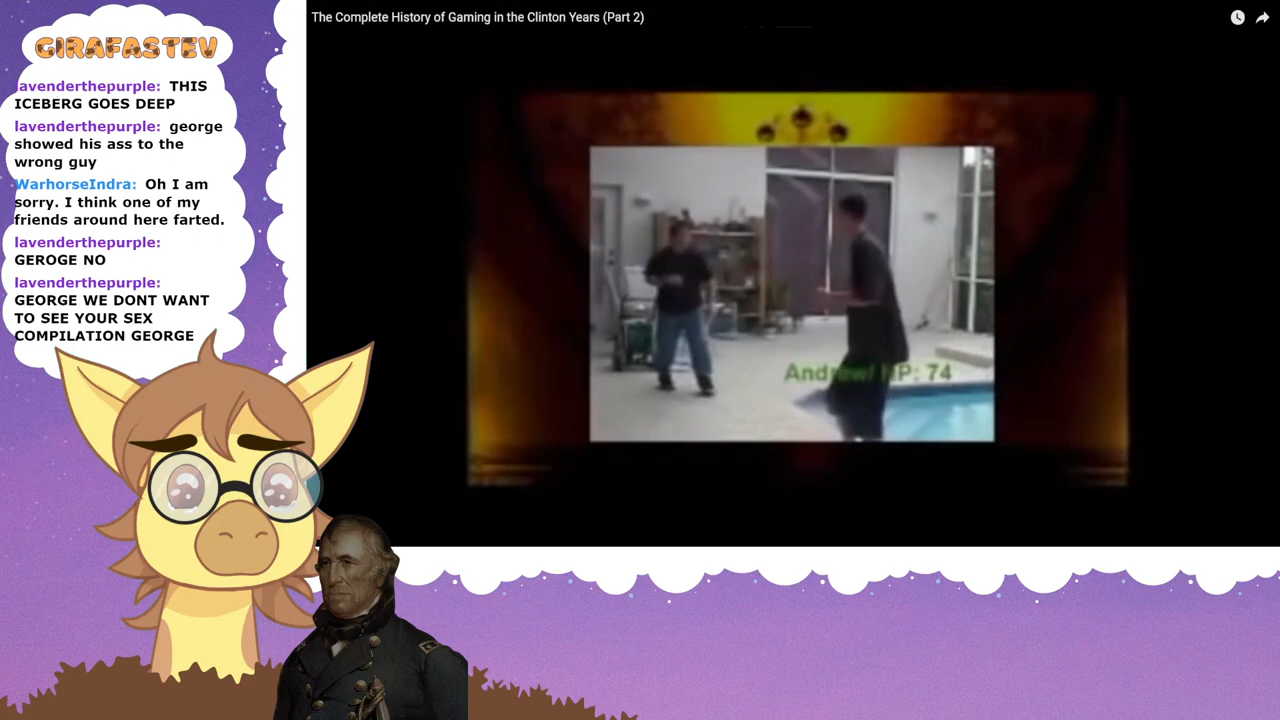 The Complete History of Gaming in the Clinton Years (Part 2)
GIRAFASTEV
lavenderthepurple: THIS
ICEBERG GOES DEEP
lavenderthepurple: george
showed his ass to the
wrong guy
WarhorseIndra: Oh I am
sorry. I think one of my
friends around here farted.
lavenderthepurple:
GEROGE NO
lavenderthepurple:
GEORGE WE DONT WANT
TO SEE YOUR SEX
COMPILATION GEORGE
Andrew/ HP: 74